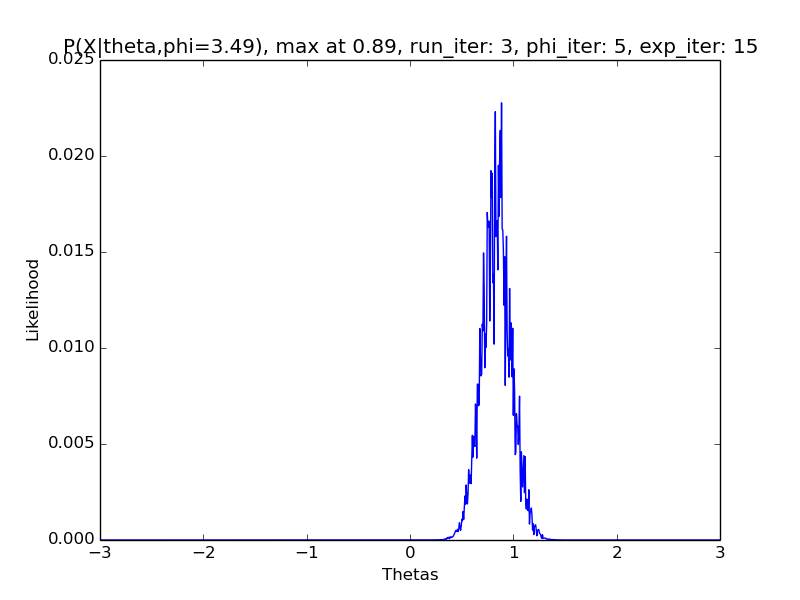 P(X|theta,phi=3.49), max at 0.89, run_iter: 3, phi_iter: 5, exp_iter: 15
0.025
0.020
0.015
0.010
0.005
0.000
Likelihood
−3 −2 −1 0 1 2 3
Thetas